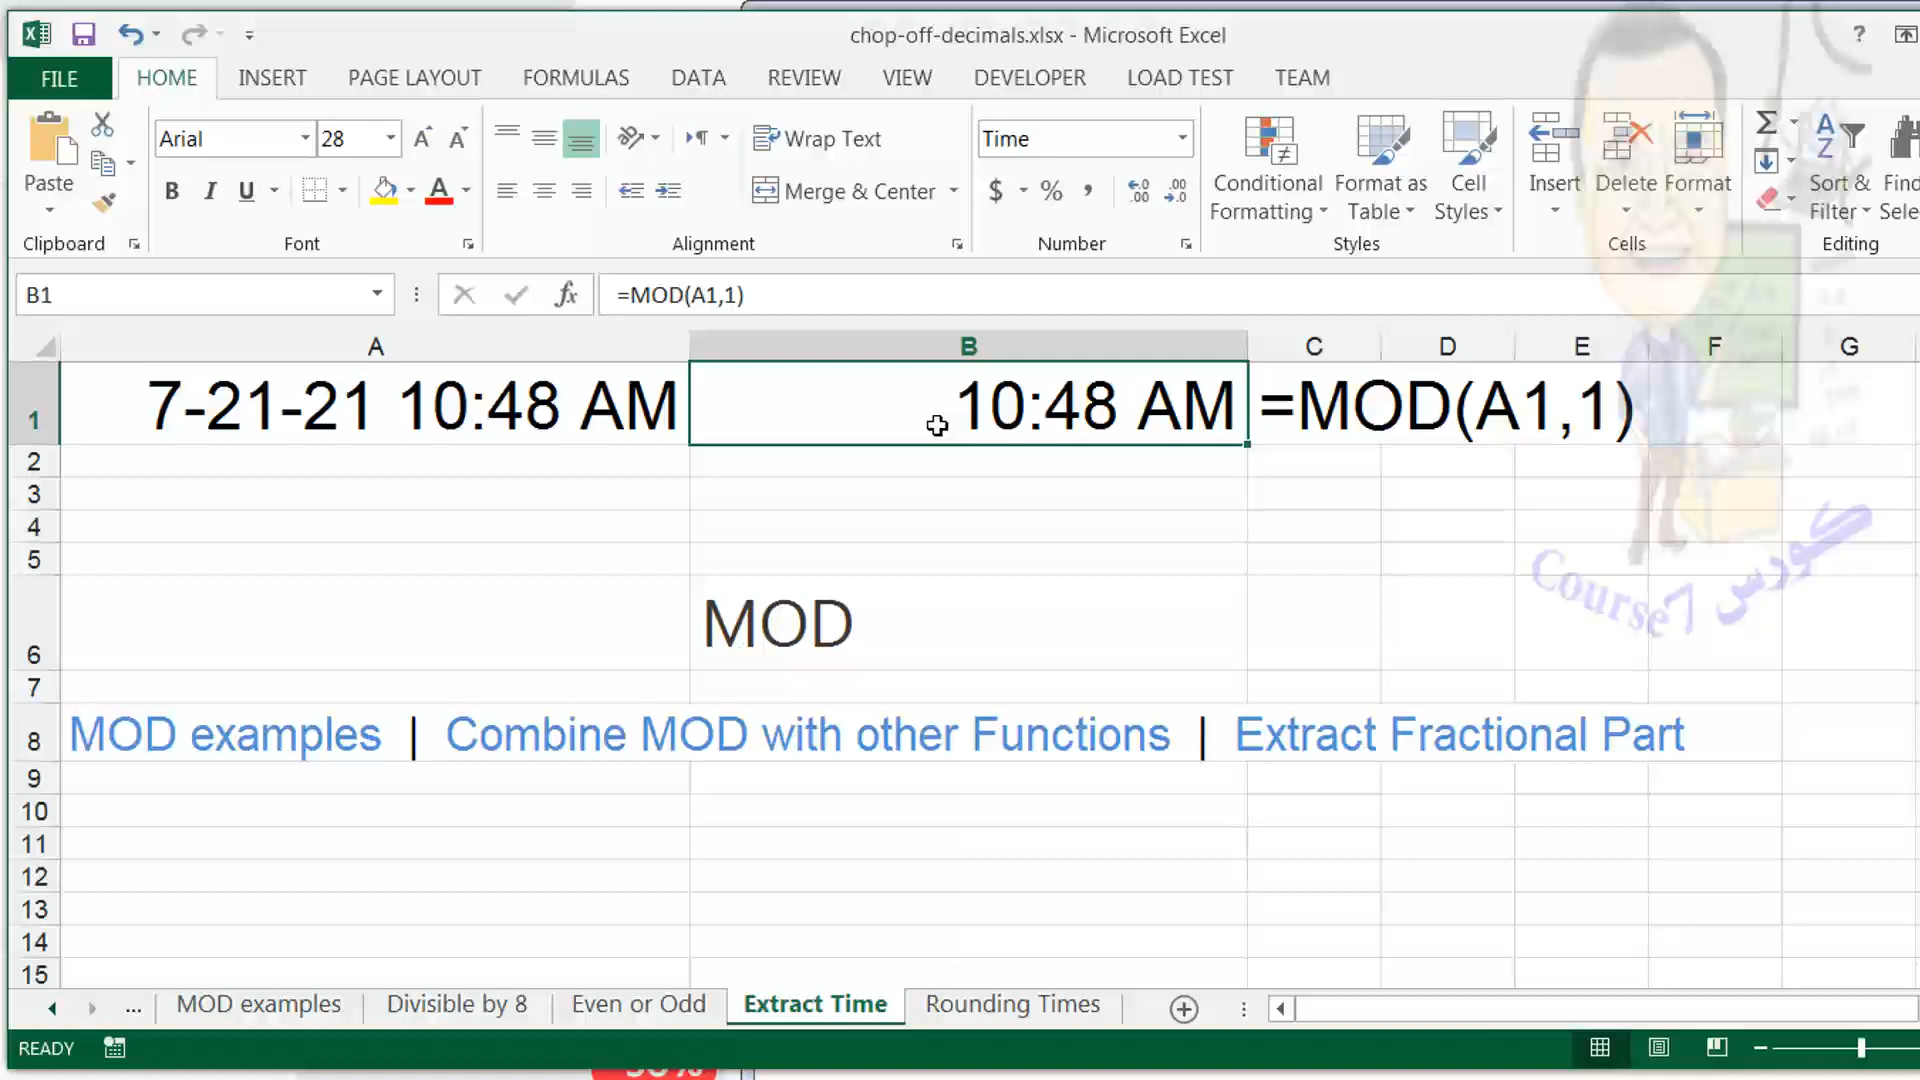 chop-off-decimals.xlsx - Microsoft Excel
?
FILE HOME INSERT PAGE LAYOUT FORMULAS DATA REVIEW VIEW DEVELOPER LOAD TEST TEAM
Paste
Arial 28
B I U A
Wrap Text
Merge & Center
Time
$ % ,
Conditional Formatting
Format as Table
Cell Styles
Insert Delete Format
Sort & Filter
Clipboard Font Alignment Number Styles Cells Editing
B1 fx =MOD(A1,1)
A B C D E F G
1 7-21-21 10:48 AM 10:48 AM =MOD(A1,1)
2
3
4
5
6 MOD
7
8 MOD examples | Combine MOD with other Functions | Extract Fractional Part
9
10
11
12
13
14
15
Course7 كورس
... MOD examples Divisible by 8 Even or Odd Extract Time Rounding Times
READY